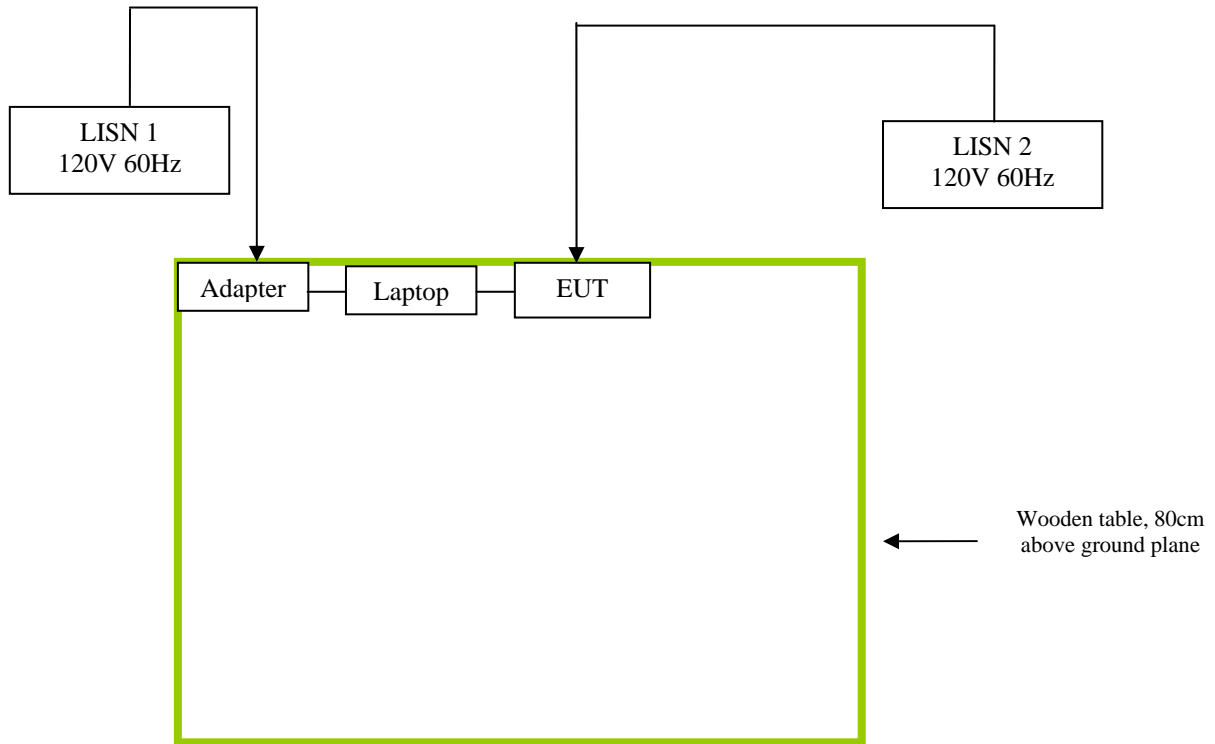 LISN 1
120V 60Hz
LISN 2
120V 60Hz
Adapter
Laptop
EUT
Wooden table, 80cm
above ground plane